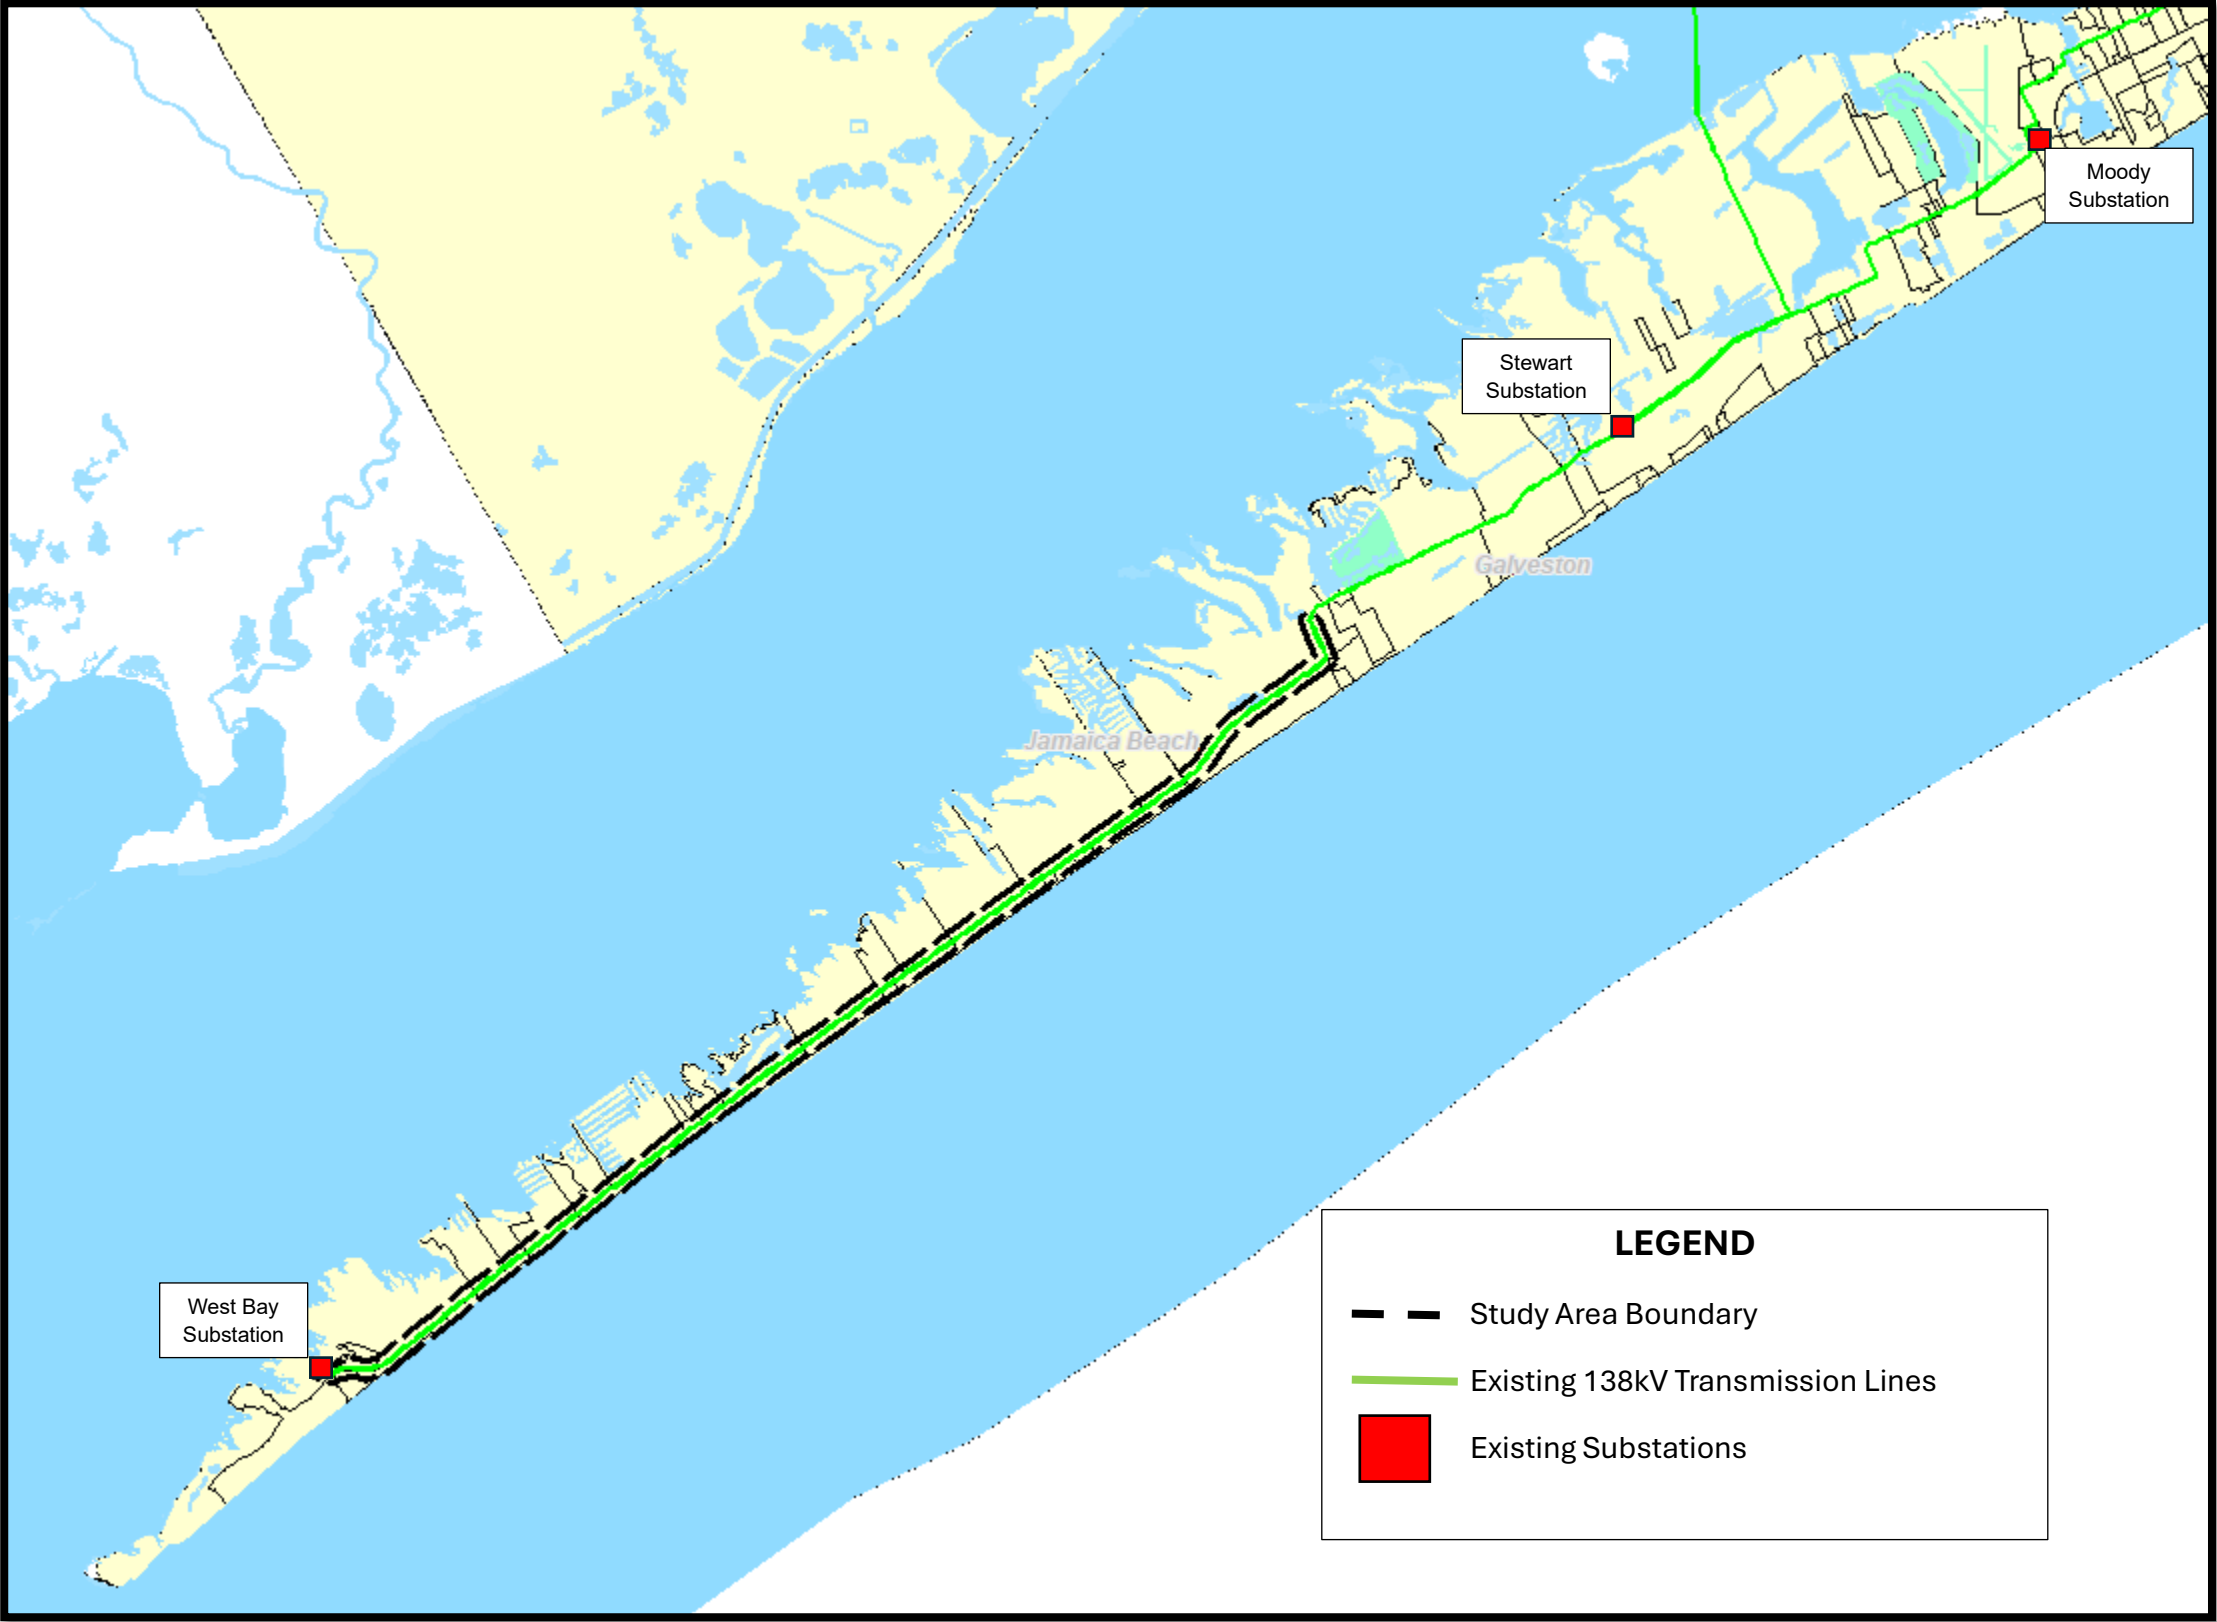 Moody
Substation
Stewart
Substation
Galveston
Jamaica Beach
West Bay
Substation
LEGEND
Study Area Boundary
Existing 138kV Transmission Lines
Existing Substations